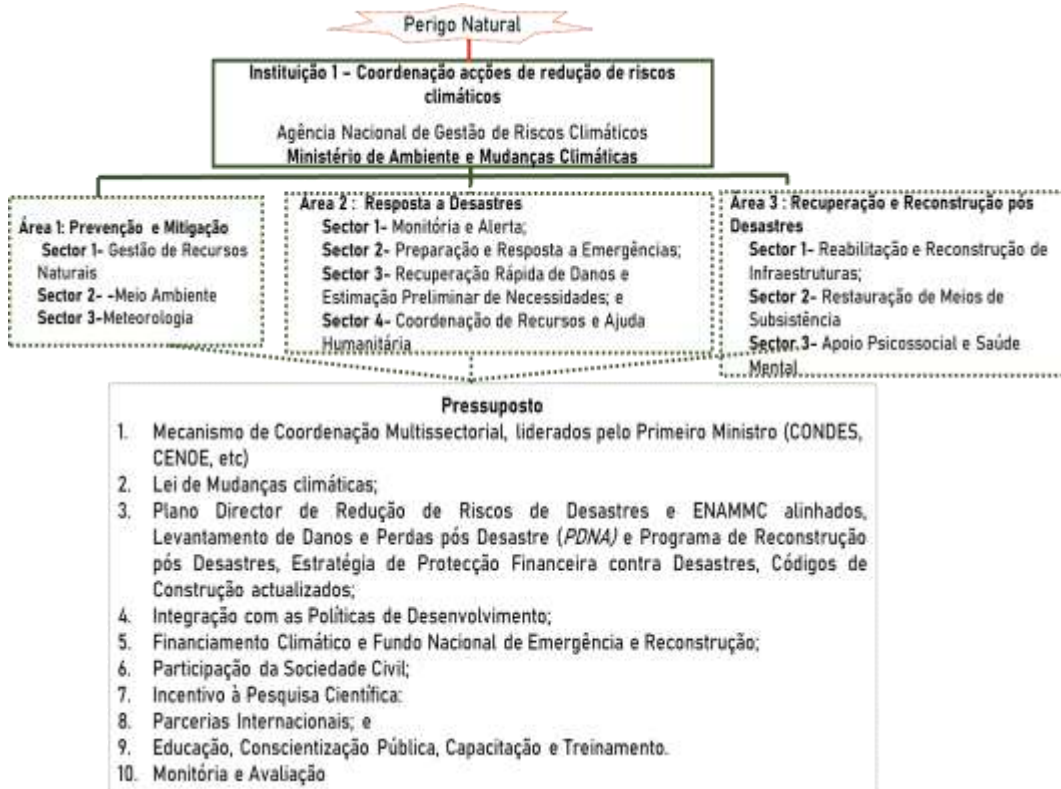 Perigo Natural
Instituição 1 – Coordenação acções de redução de riscos
climáticos
Agência Nacional de Gestão de Riscos Climáticos
Ministério de Ambiente e Mudanças Climáticas
Área 1: Prevenção e Mitigação
Sector 1- Gestão de Recursos
Naturais
Sector 2- -Meio Ambiente
Sector 3-Meteorologia
Área 2 : Resposta a Desastres
Sector 1- Monitória e Alerta;
Sector 2- Preparação e Resposta a Emergências;
Sector 3- Recuperação Rápida de Danos e
Estimação Preliminar de Necessidades; e
Sector 4- Coordenação de Recursos e Ajuda
Humanitária
Área 3 : Recuperação e Reconstrução pós
Desastres
Sector 1- Reabilitação e Reconstrução de
Infraestruturas;
Sector 2- Restauração de Meios de
Subsistência
Sector.3- Apoio Psicossocial e Saúde
Mental
Pressuposto
1. Mecanismo de Coordenação Multissectorial, liderados pelo Primeiro Ministro (CONDES,
CENOE, etc)
2. Lei de Mudanças climáticas;
3. Plano Director de Redução de Riscos de Desastres e ENAMMC alinhados,
Levantamento de Danos e Perdas pós Desastre (PDNA) e Programa de Reconstrução
pós Desastres, Estratégia de Protecção Financeira contra Desastres, Códigos de
Construção actualizados;
4. Integração com as Políticas de Desenvolvimento;
5. Financiamento Climático e Fundo Nacional de Emergência e Reconstrução;
6. Participação da Sociedade Civil;
7. Incentivo à Pesquisa Científica:
8. Parcerias Internacionais; e
9. Educação, Conscientização Pública, Capacitação e Treinamento.
10. Monitória e Avaliação